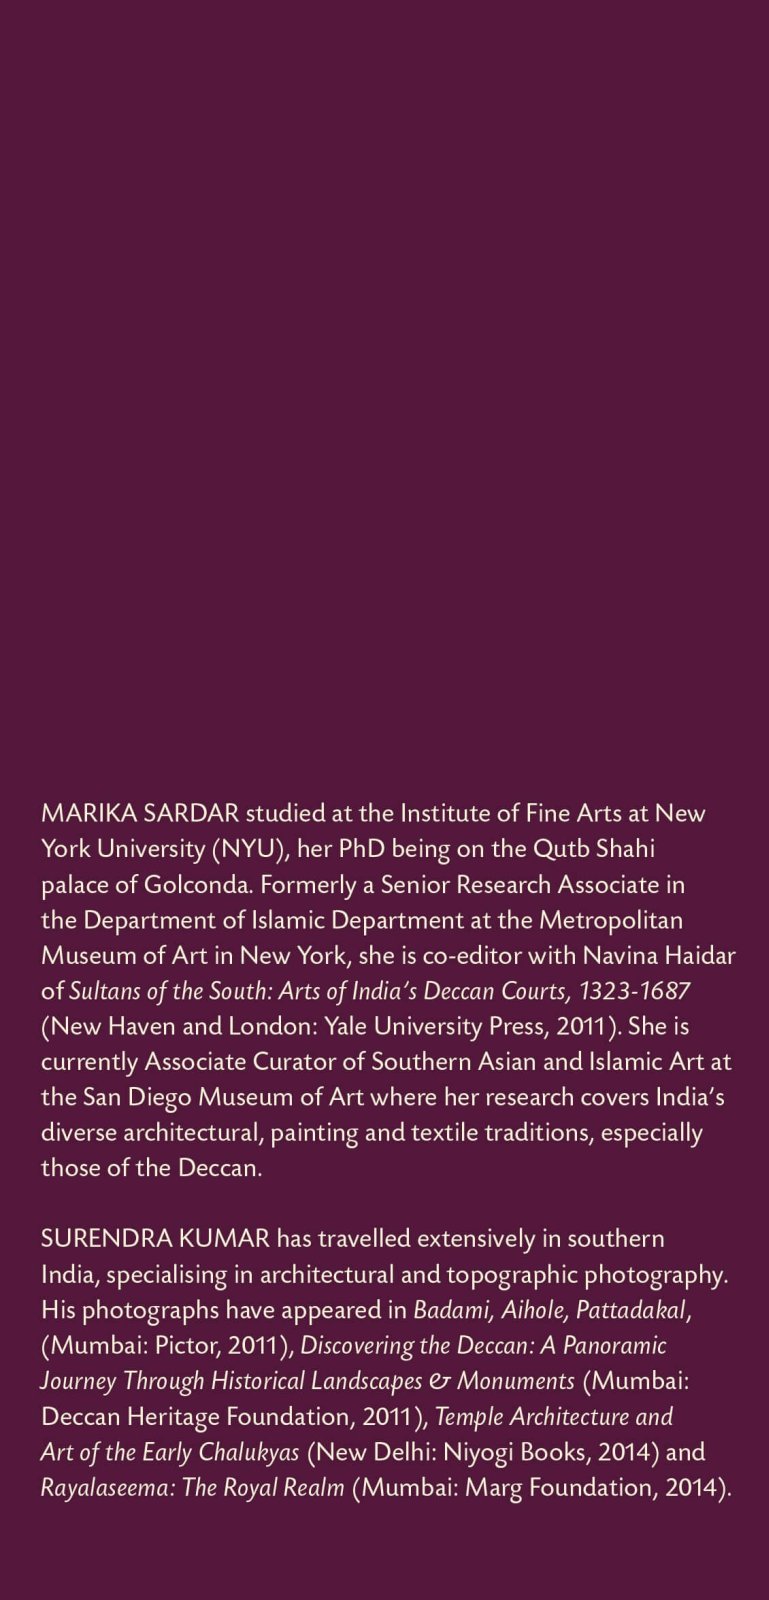 MARIKA SARDAR studied at the Institute of Fine Arts at New
York University (NYU), her PhD being on the Qutb Shahi
palace of Golconda. Formerly a Senior Research Associate in
the Department of Islamic Department at the Metropolitan
Museum of Art in New York, she is co-editor with Navina Haidar
of Sultans of the South: Arts of India’s Deccan Courts, 1323-1687
(New Haven and London: Yale University Press, 2011). She is
currently Associate Curator of Southern Asian and Islamic Art at
the San Diego Museum of Art where her research covers India’s
diverse architectural, painting and textile traditions, especially
those of the Deccan.
SURENDRA KUMAR has travelled extensively in southern
India, specialising in architectural and topographic photography.
His photographs have appeared in Badami, Aihole, Pattadakal,
(Mumbai: Pictor, 2011), Discovering the Deccan: A Panoramic
Journey Through Historical Landscapes & Monuments (Mumbai:
Deccan Heritage Foundation, 2011), Temple Architecture and
Art of the Early Chalukyas (New Delhi: Niyogi Books, 2014) and
Rayalaseema: The Royal Realm (Mumbai: Marg Foundation, 2014).